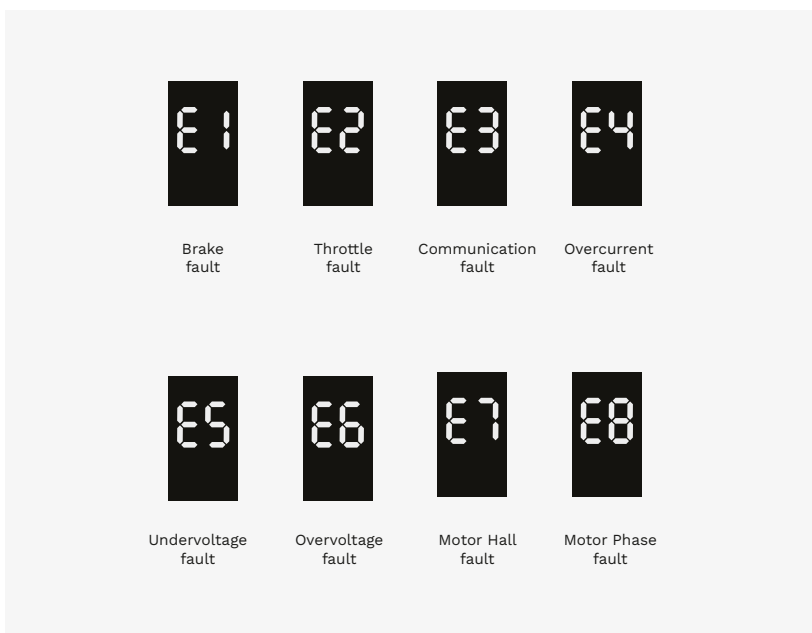 E1 E2 E3 E4
Brake Throttle Communication Overcurrent
fault fault fault fault
E5 E6 E7 E8
Undervoltage Overvoltage Motor Hall Motor Phase
fault fault fault fault